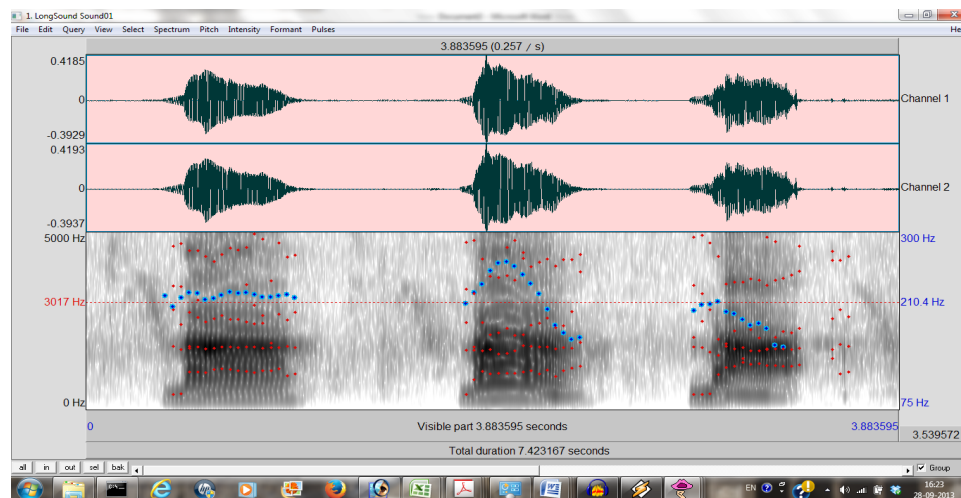 1. LongSound Sound01
File Edit Query View Select Spectrum Pitch Intensity Formant Pulses He
3.883595 (0.257 / s)
0.4185
0
-0.3929
Channel 1
0.4193
0
-0.3937
Channel 2
5000 Hz
300 Hz
3017 Hz
210.4 Hz
0 Hz
75 Hz
0
Visible part 3.883595 seconds
3.883595
3.539572
Total duration 7.423167 seconds
all in out sel bak
Group
EN
16:23
28-09-2013